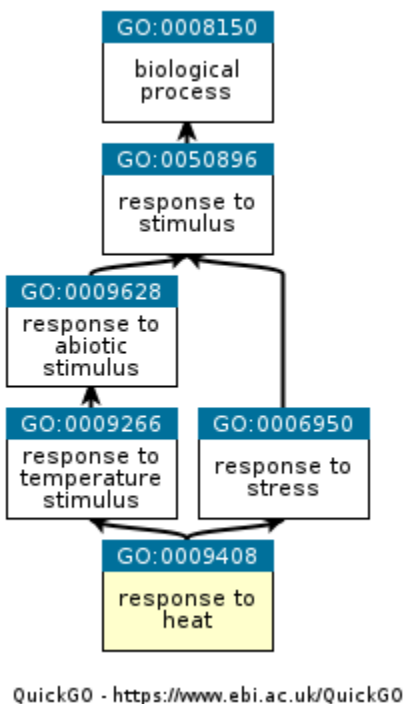 GO:0008150
biological
process
GO:0050896
response to
stimulus
GO:0009628
response to
abiotic
stimulus
GO:0009266
response to
temperature
stimulus
GO:0006950
response to
stress
GO:0009408
response to
heat
QuickGO - https://www.ebi.ac.uk/QuickGO